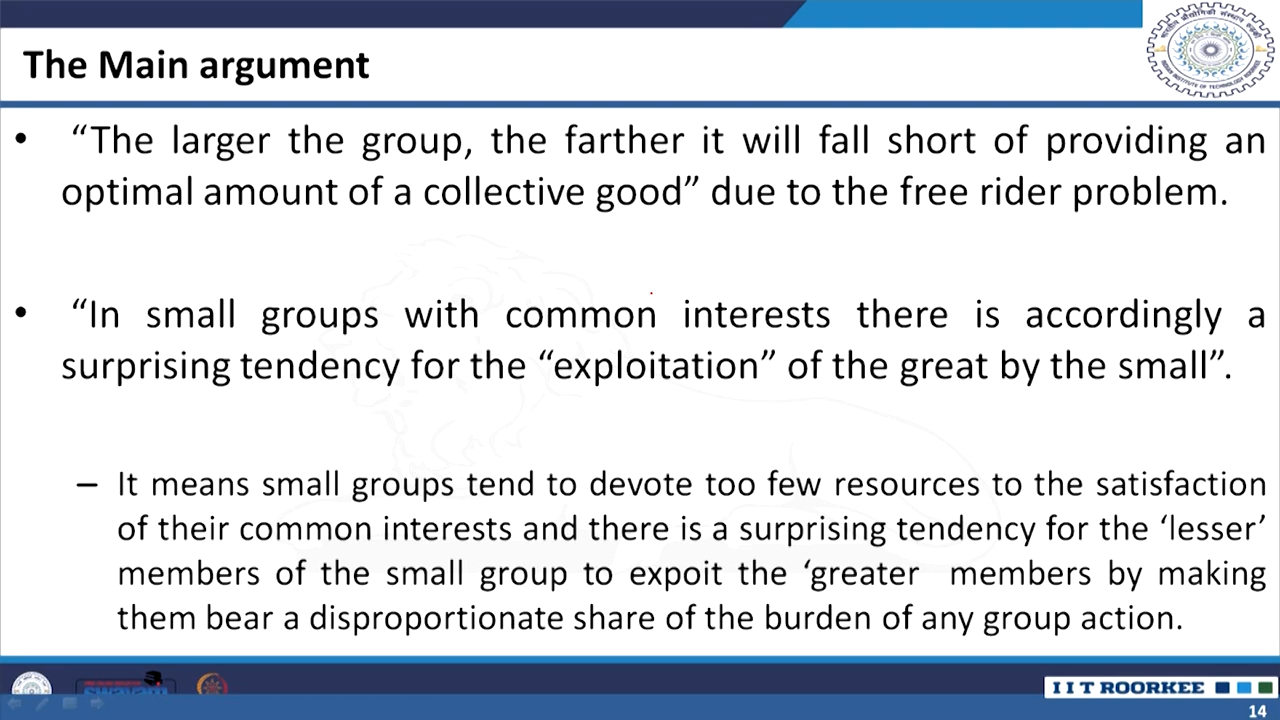 The Main argument
• “The larger the group, the farther it will fall short of providing an
optimal amount of a collective good” due to the free rider problem.
• “In small groups with common interests there is accordingly a
surprising tendency for the “exploitation” of the great by the small”.
– It means small groups tend to devote too few resources to the satisfaction
of their common interests and there is a surprising tendency for the ‘lesser’
members of the small group to expoit the ‘greater members by making
them bear a disproportionate share of the burden of any group action.
swayam
IIT ROORKEE
14